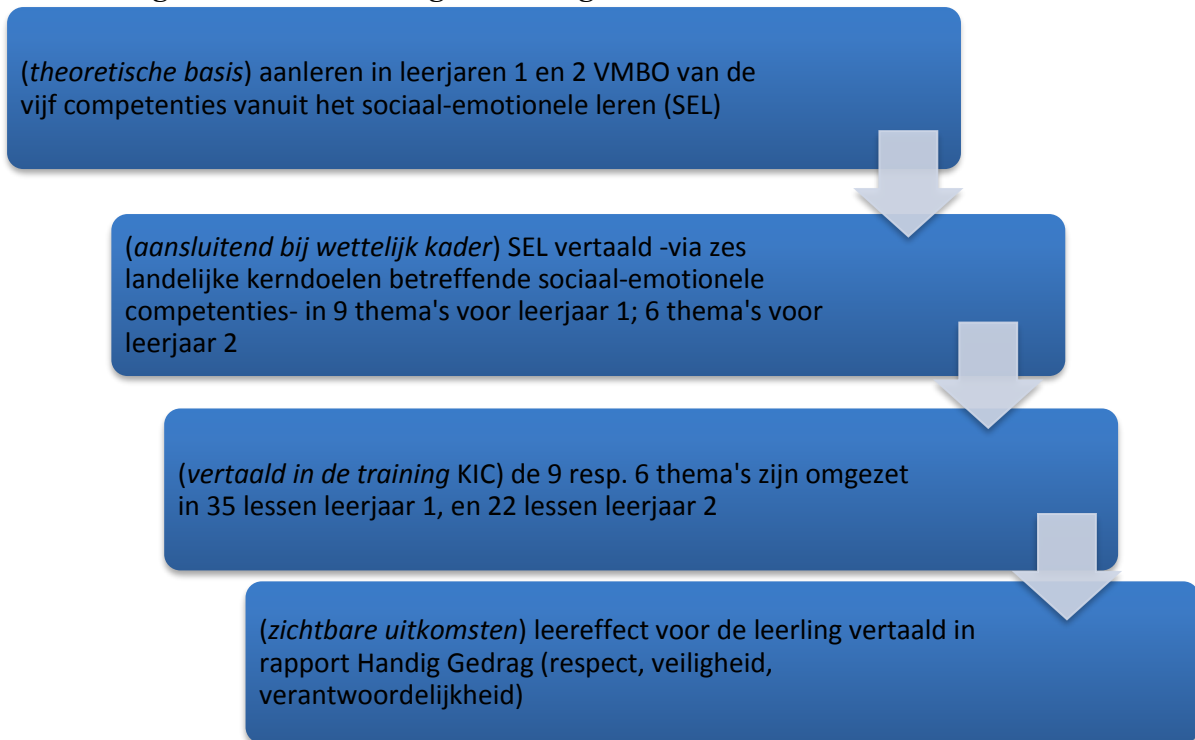 (theoretische basis) aanleren in leerjaren 1 en 2 VMBO van de
vijf competenties vanuit het sociaal-emotionele leren (SEL)
(aansluitend bij wettelijk kader) SEL vertaald -via zes
landelijke kerndoelen betreffende sociaal-emotionele
competenties- in 9 thema's voor leerjaar 1; 6 thema's voor
leerjaar 2
(vertaald in de training KIC) de 9 resp. 6 thema's zijn omgezet
in 35 lessen leerjaar 1, en 22 lessen leerjaar 2
(zichtbare uitkomsten) leereffect voor de leerling vertaald in
rapport Handig Gedrag (respect, veiligheid,
verantwoordelijkheid)